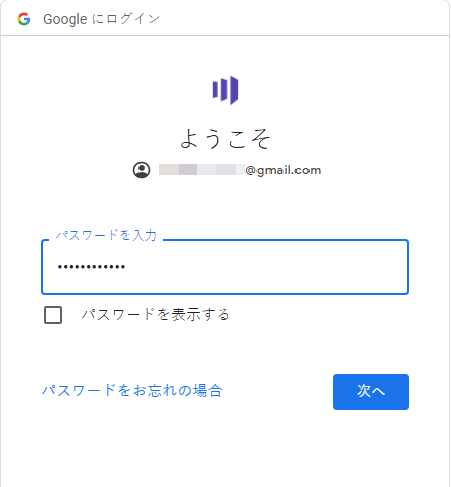 Google にログイン
ようこそ
@gmail.com
パスワードを入力
••••••••••••
パスワードを表示する
パスワードをお忘れの場合
次へ